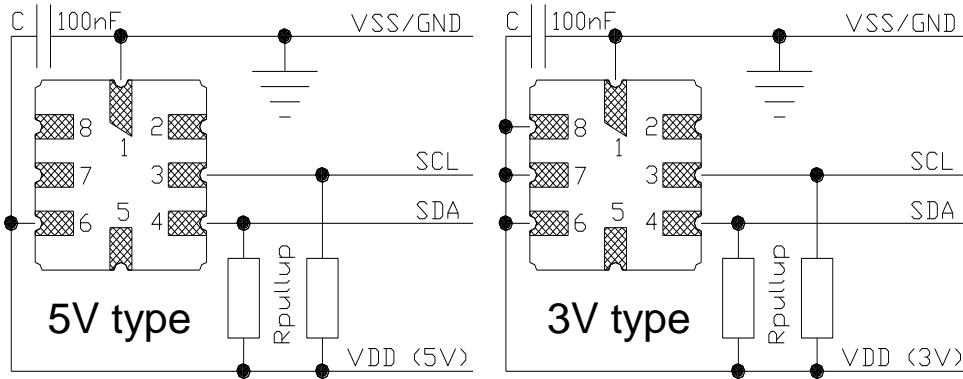 C 100nF VSS/GND
8 2
1
7 3 SCL
5
6 4 SDA
Rpullup
5V type
VDD (5V)
C 100nF VSS/GND
8 2
1
7 3 SCL
5
6 4 SDA
Rpullup
3V type
VDD (3V)